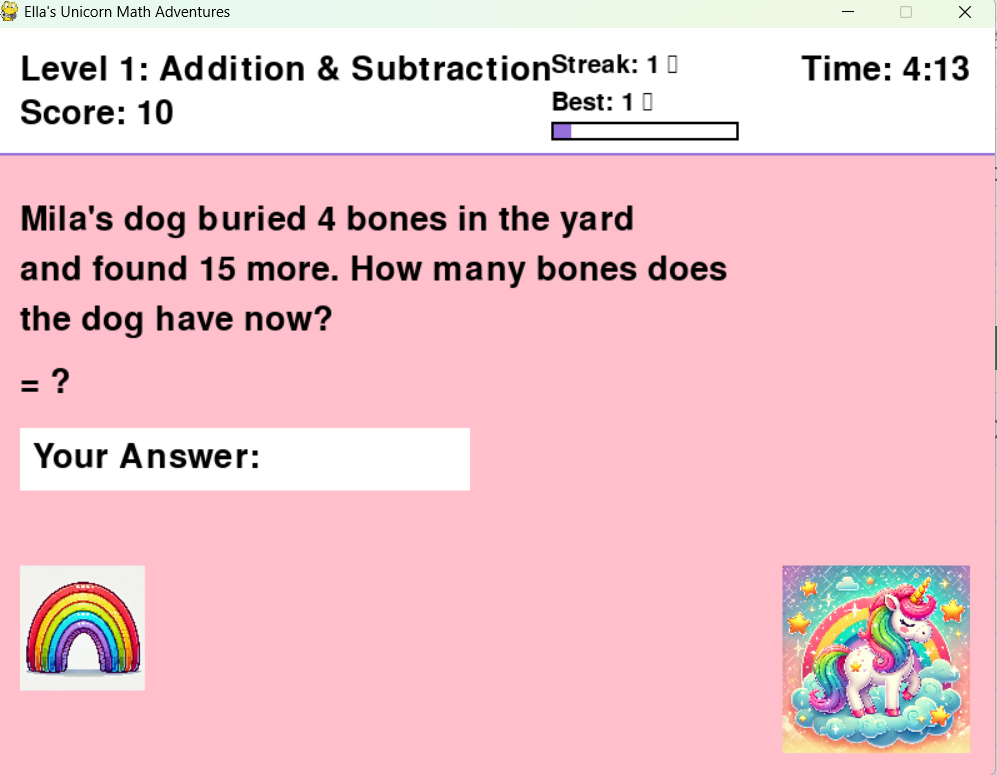 Ella's Unicorn Math Adventures
Level 1: Addition & Subtraction
Score: 10
Streak: 1 
Best: 1 
Time: 4:13
Mila's dog buried 4 bones in the yard
and found 15 more. How many bones does
the dog have now?
= ?
Your Answer: